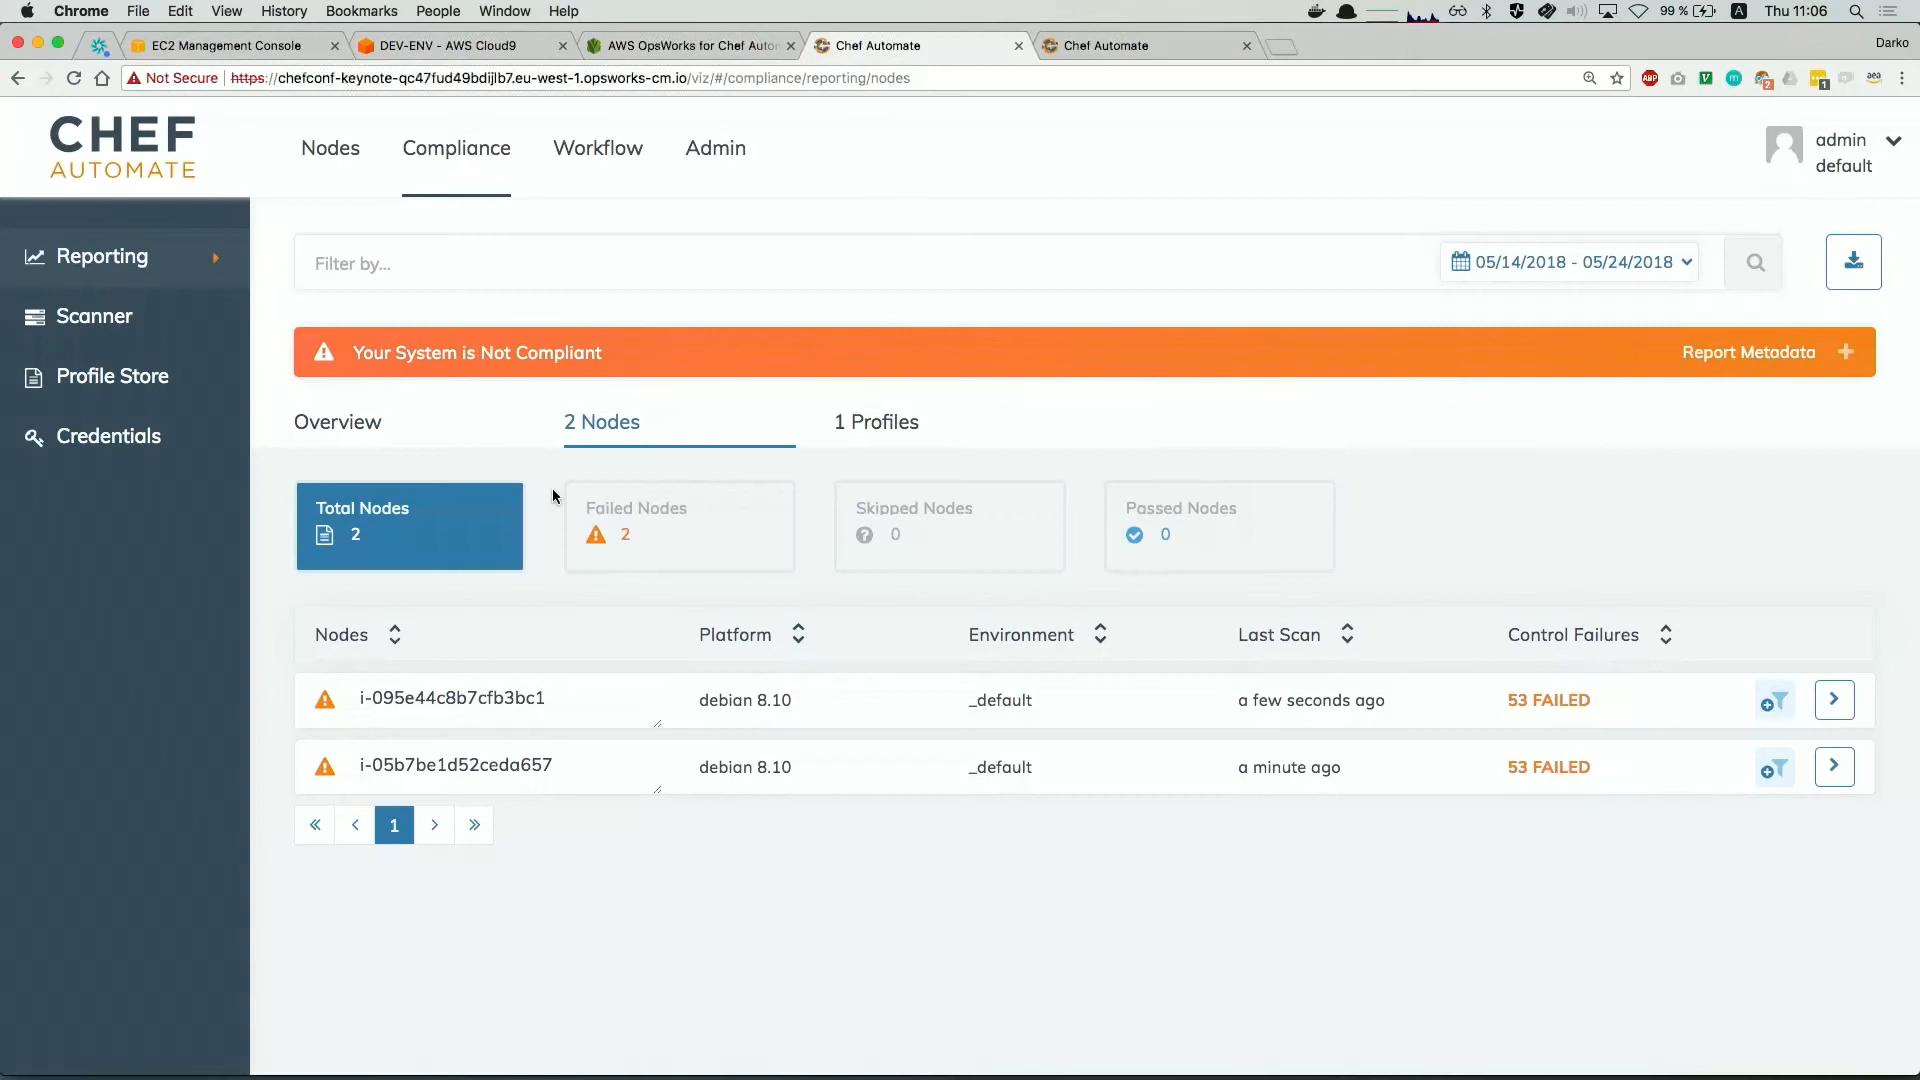 Chrome File Edit View History Bookmarks People Window Help 99 % A Thu 11:06
EC2 Management Console DEV-ENV - AWS Cloud9 AWS OpsWorks for Chef Auton Chef Automate Chef Automate Darko
Not Secure https://chefconf-keynote-qc47fud49bdijlb7.eu-west-1.opsworks-cm.io/viz/#/compliance/reporting/nodes ABP V m 2 1 aea
CHEF
AUTOMATE
Nodes Compliance Workflow Admin
admin
default
Reporting
Scanner
Profile Store
Credentials
Filter by... 05/14/2018 - 05/24/2018
Your System is Not Compliant Report Metadata +
Overview 2 Nodes 1 Profiles
Total Nodes Failed Nodes Skipped Nodes Passed Nodes
2 2 0 0
Nodes Platform Environment Last Scan Control Failures
i-095e44c8b7cfb3bc1 debian 8.10 _default a few seconds ago 53 FAILED
i-05b7be1d52ceda657 debian 8.10 _default a minute ago 53 FAILED
« ‹ 1 › »